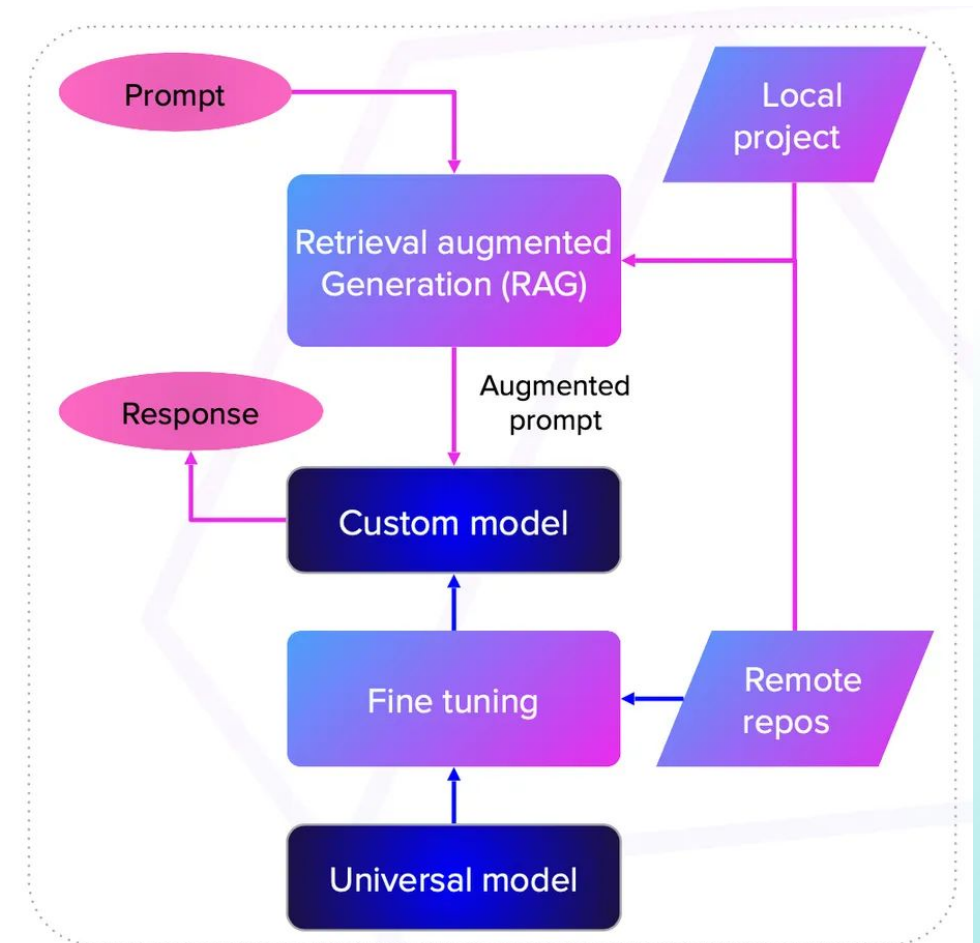 Prompt
Local
project
Retrieval augmented
Generation (RAG)
Augmented
prompt
Response
Custom model
Fine tuning
Remote
repos
Universal model